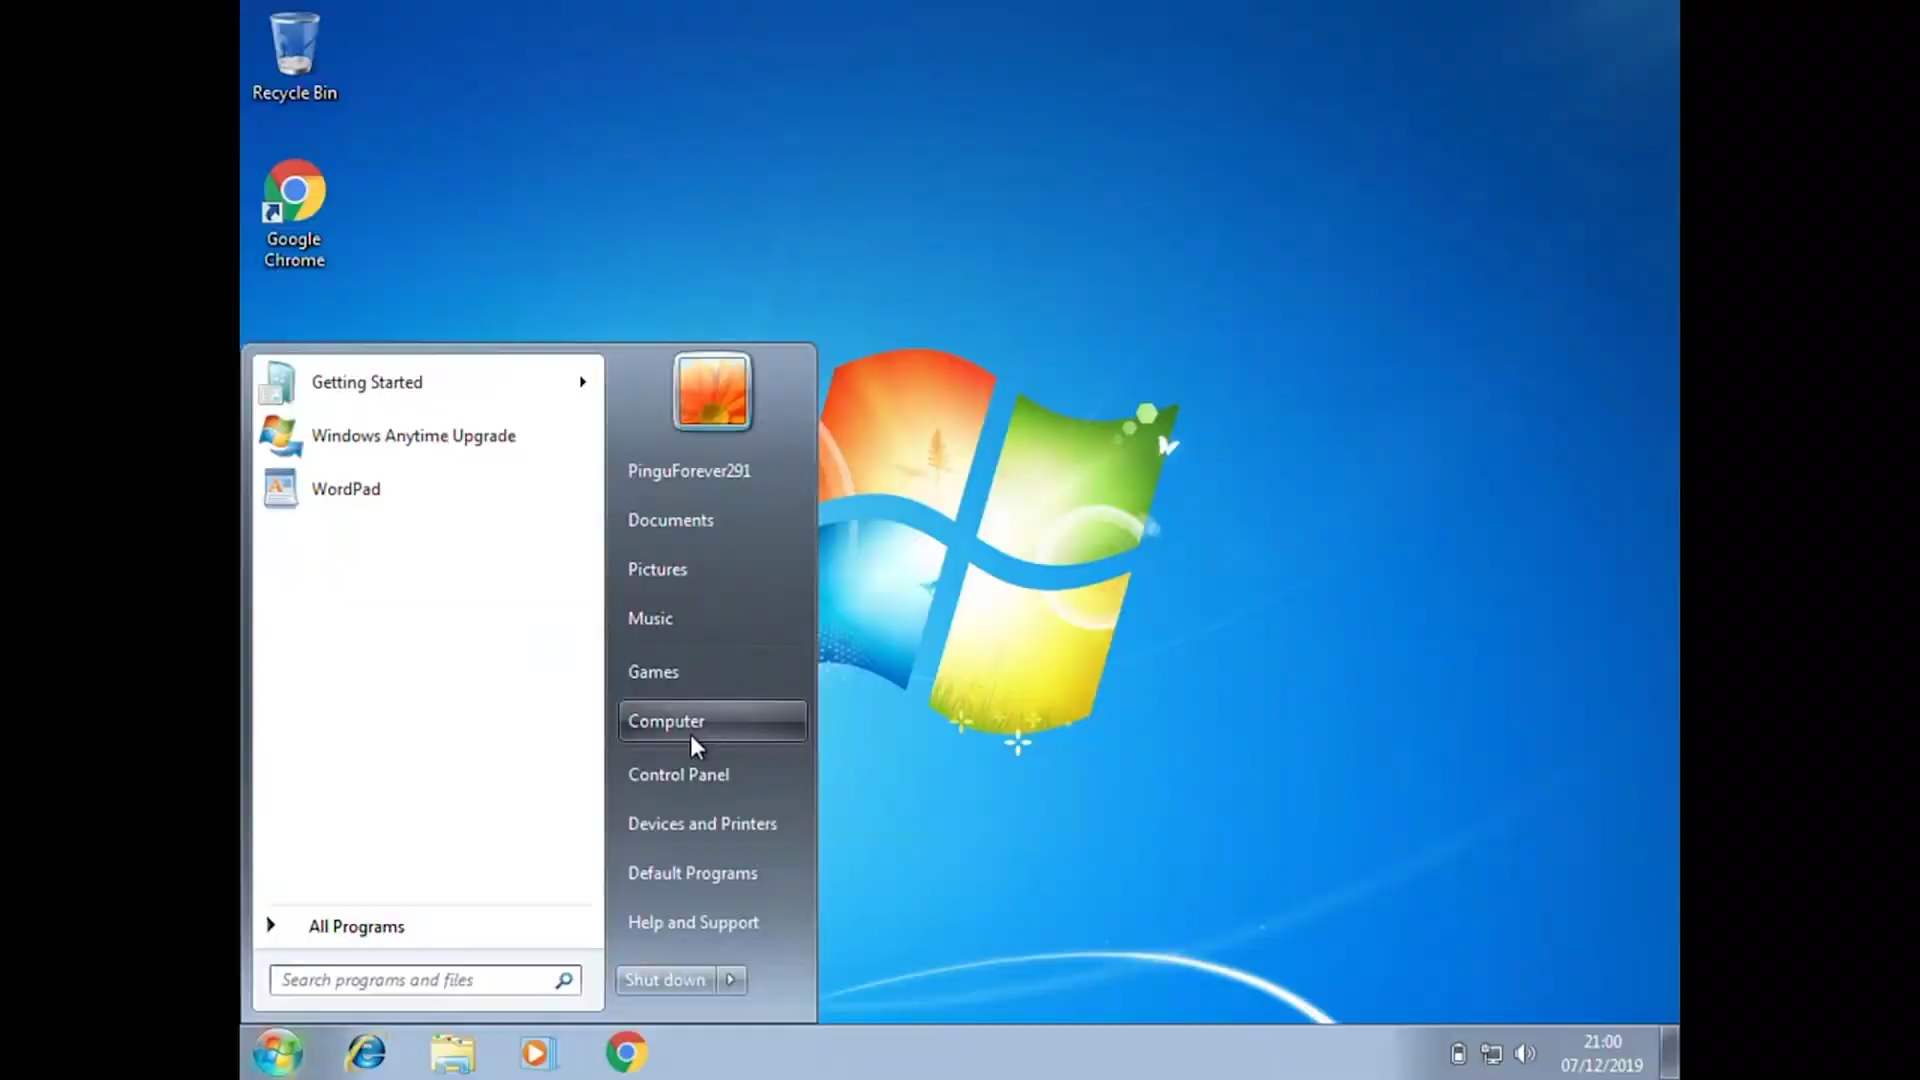 Recycle Bin
Google
Chrome
Getting Started
Windows Anytime Upgrade
WordPad
All Programs
Search programs and files
PinguForever291
Documents
Pictures
Music
Games
Computer
Control Panel
Devices and Printers
Default Programs
Help and Support
Shut down
21:00
07/12/2019